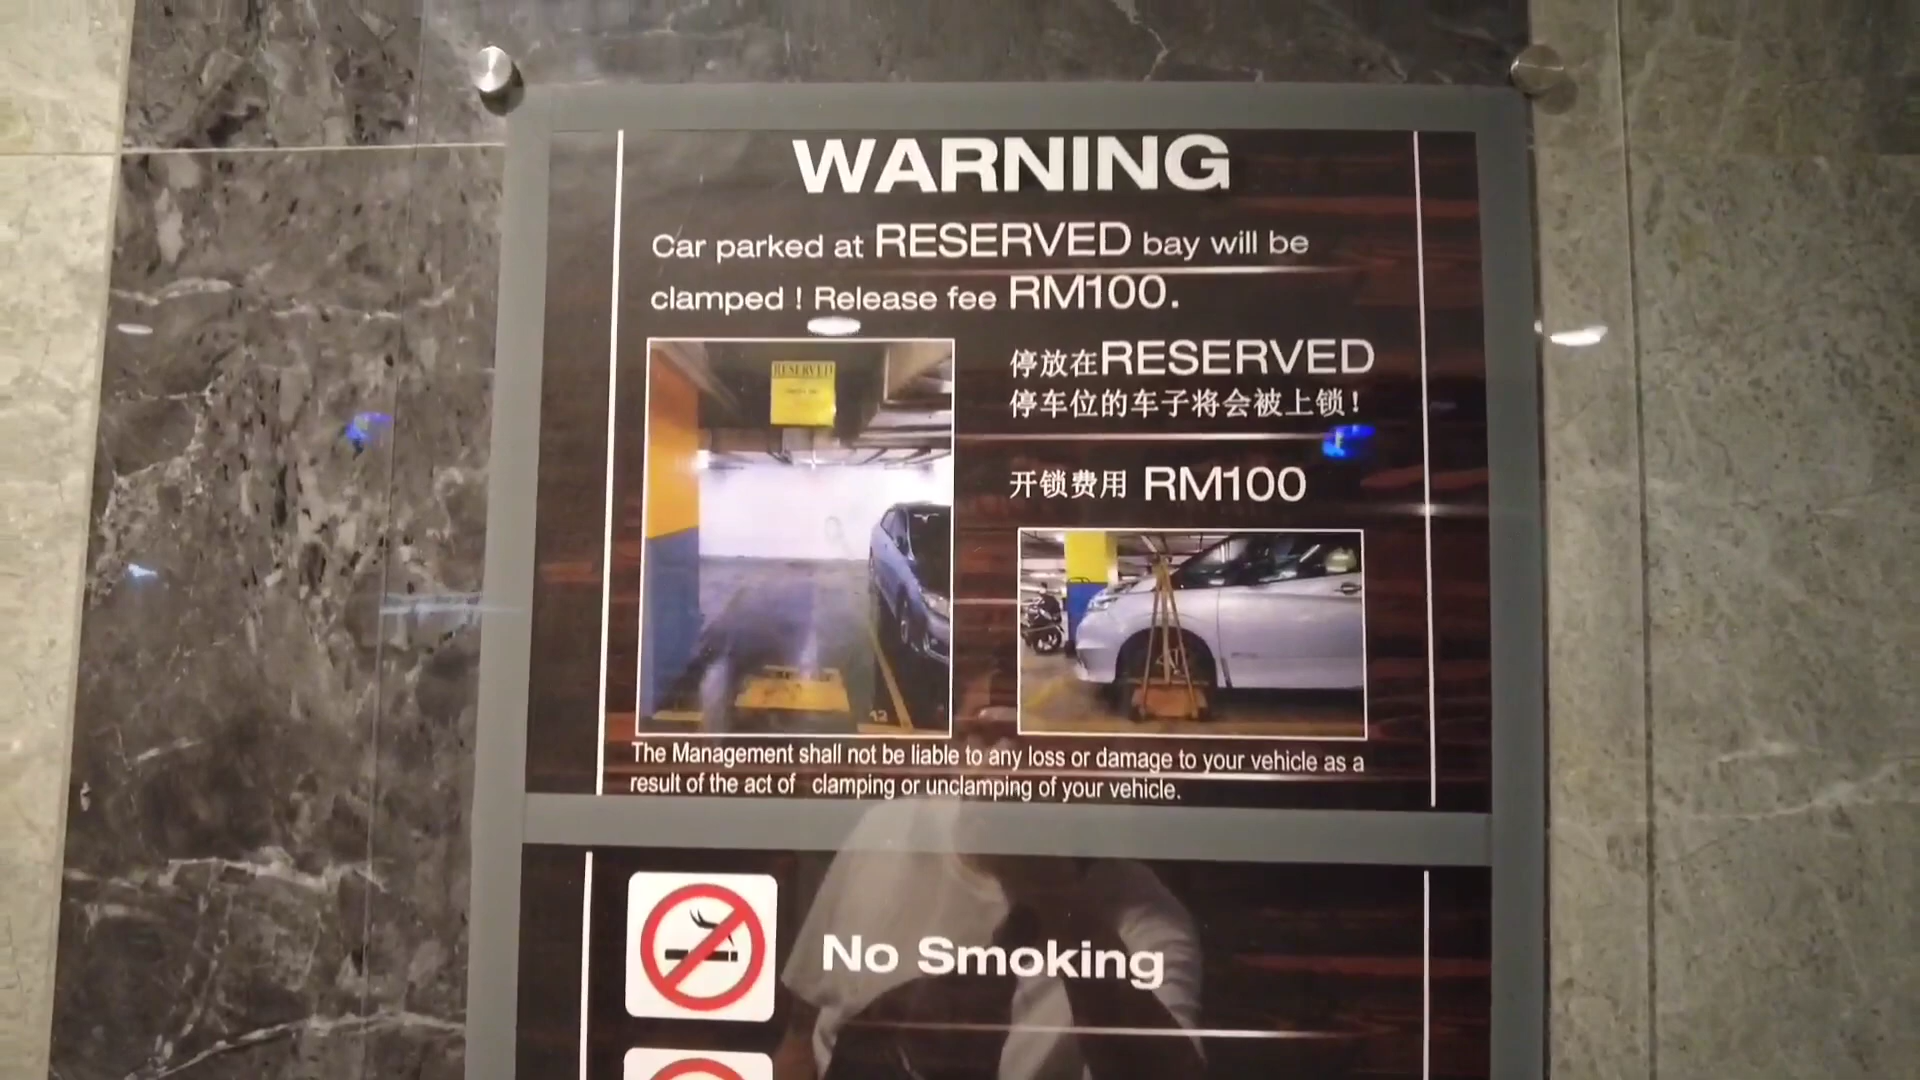 WARNING
Car parked at RESERVED bay will be
clamped ! Release fee RM100.
停放在RESERVED
停车位的车子将会被上锁!
开锁费用 RM100
RESERVED
12
The Management shall not be liable to any loss or damage to your vehicle as a
result of the act of clamping or unclamping of your vehicle.
No Smoking